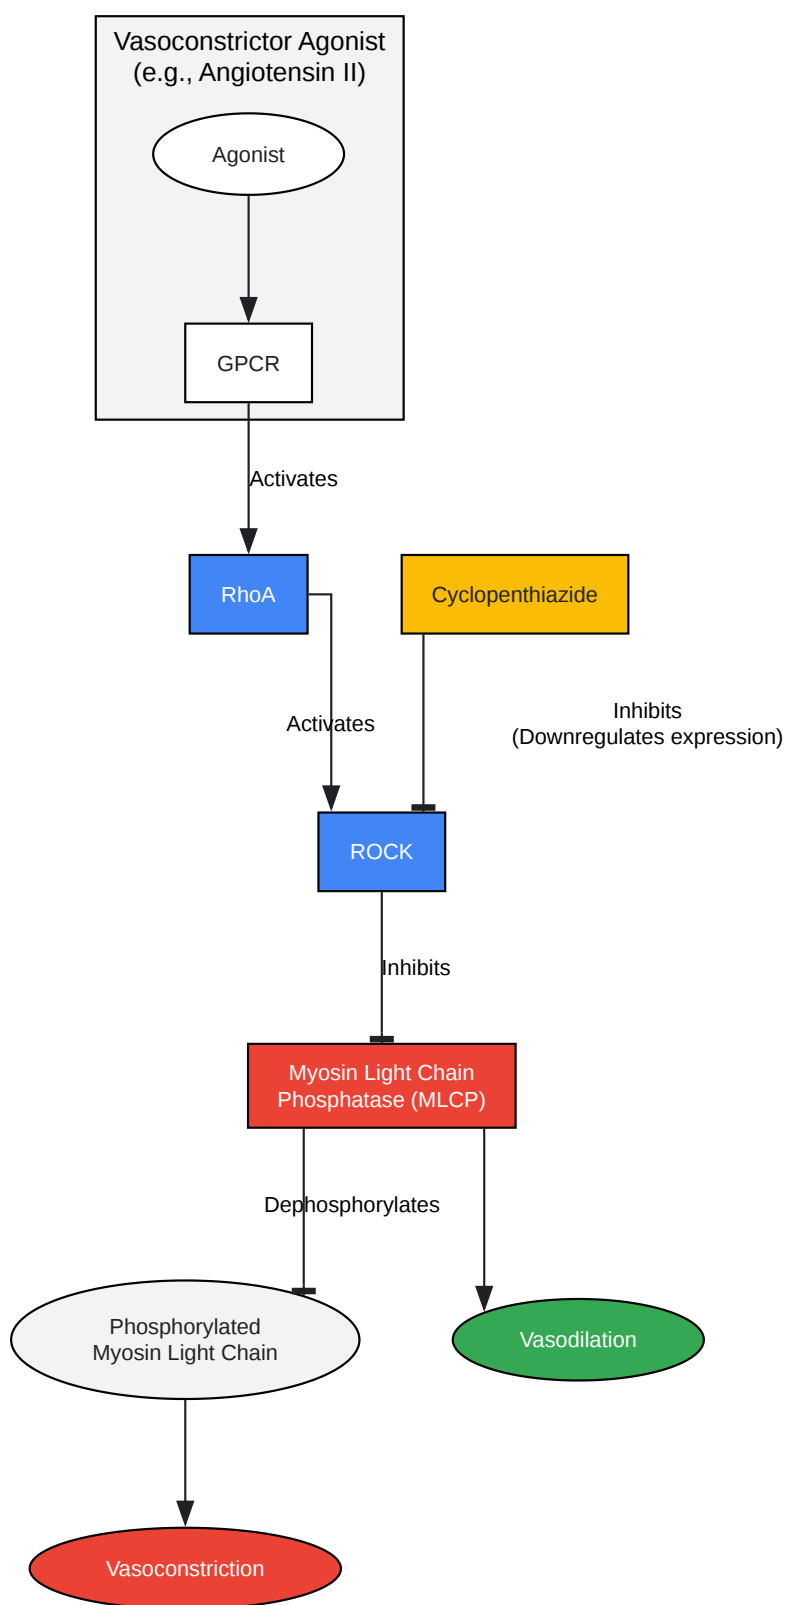 Vasoconstrictor Agonist
(e.g., Angiotensin II)
Agonist
GPCR
Activates
RhoA
Cyclopenthiazide
Activates
Inhibits
(Downregulates expression)
ROCK
Inhibits
Myosin Light Chain
Phosphatase (MLCP)
Dephosphorylates
Phosphorylated
Myosin Light Chain
Vasodilation
Vasoconstriction